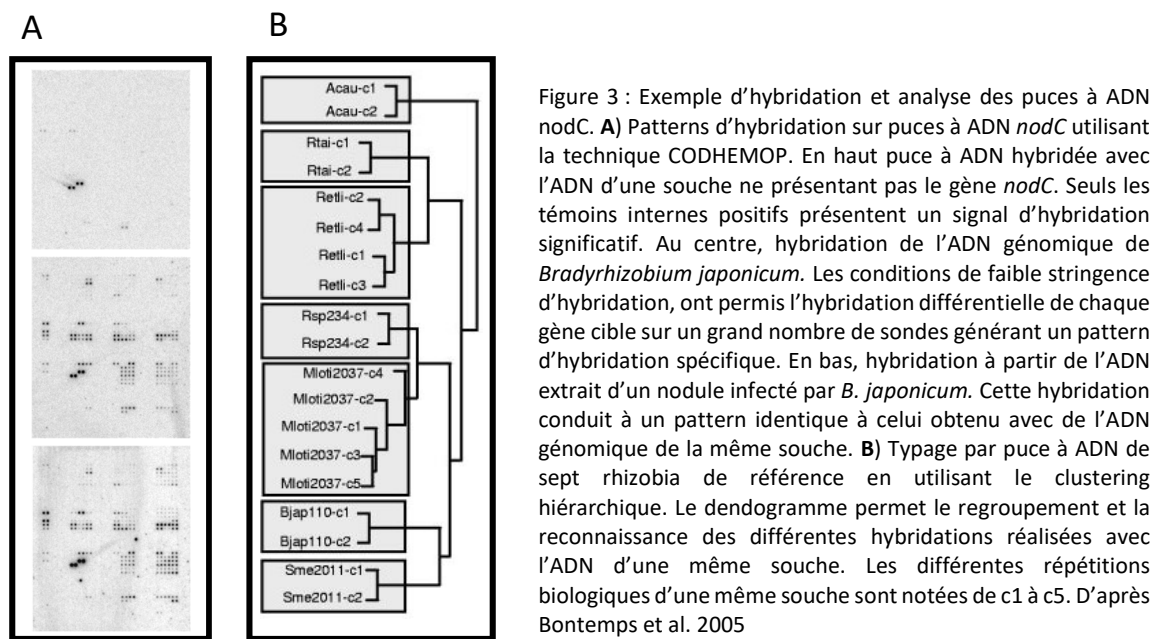 A
B
Acau-c1
Acau-c2
Rtai-c1
Rtai-c2
Retli-c2
Retli-c4
Retli-c1
Retli-c3
Rsp234-c1
Rsp234-c2
Mloti2037-c4
Mloti2037-c2
Mloti2037-c1
Mloti2037-c3
Mloti2037-c5
Bjap110-c1
Bjap110-c2
Sme2011-c1
Sme2011-c2
Figure 3 : Exemple d’hybridation et analyse des puces à ADN
nodC. A) Patterns d’hybridation sur puces à ADN nodC utilisant
la technique CODHEMOP. En haut puce à ADN hybridée avec
l’ADN d’une souche ne présentant pas le gène nodC. Seuls les
témoins internes positifs présentent un signal d’hybridation
significatif. Au centre, hybridation de l’ADN génomique de
Bradyrhizobium japonicum. Les conditions de faible stringence
d’hybridation, ont permis l’hybridation différentielle de chaque
gène cible sur un grand nombre de sondes générant un pattern
d’hybridation spécifique. En bas, hybridation à partir de l’ADN
extrait d’un nodule infecté par B. japonicum. Cette hybridation
conduit à un pattern identique à celui obtenu avec de l’ADN
génomique de la même souche. B) Typage par puce à ADN de
sept rhizobia de référence en utilisant le clustering
hiérarchique. Le dendogramme permet le regroupement et la
reconnaissance des différentes hybridations réalisées avec
l’ADN d’une même souche. Les différentes répétitions
biologiques d’une même souche sont notées de c1 à c5. D’après
Bontemps et al. 2005